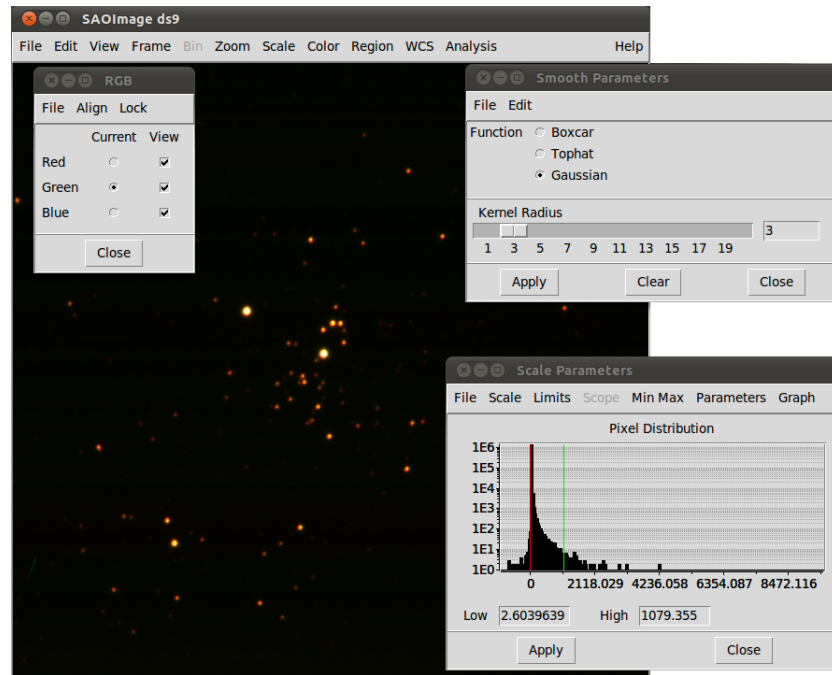 SAOImage ds9
File Edit View Frame Bin Zoom Scale Color Region WCS Analysis Help
RGB
File Align Lock
Current View
Red
Green
Blue
Close
Smooth Parameters
File Edit
Function Boxcar
Tophat
Gaussian
Kernel Radius
3
1 3 5 7 9 11 13 15 17 19
Apply Clear Close
Scale Parameters
File Scale Limits Scope Min Max Parameters Graph
Pixel Distribution
1E6
1E5
1E4
1E3
1E2
1E1
1E0
0 2118.029 4236.058 6354.087 8472.116
Low 2.6039639 High 1079.355
Apply Close